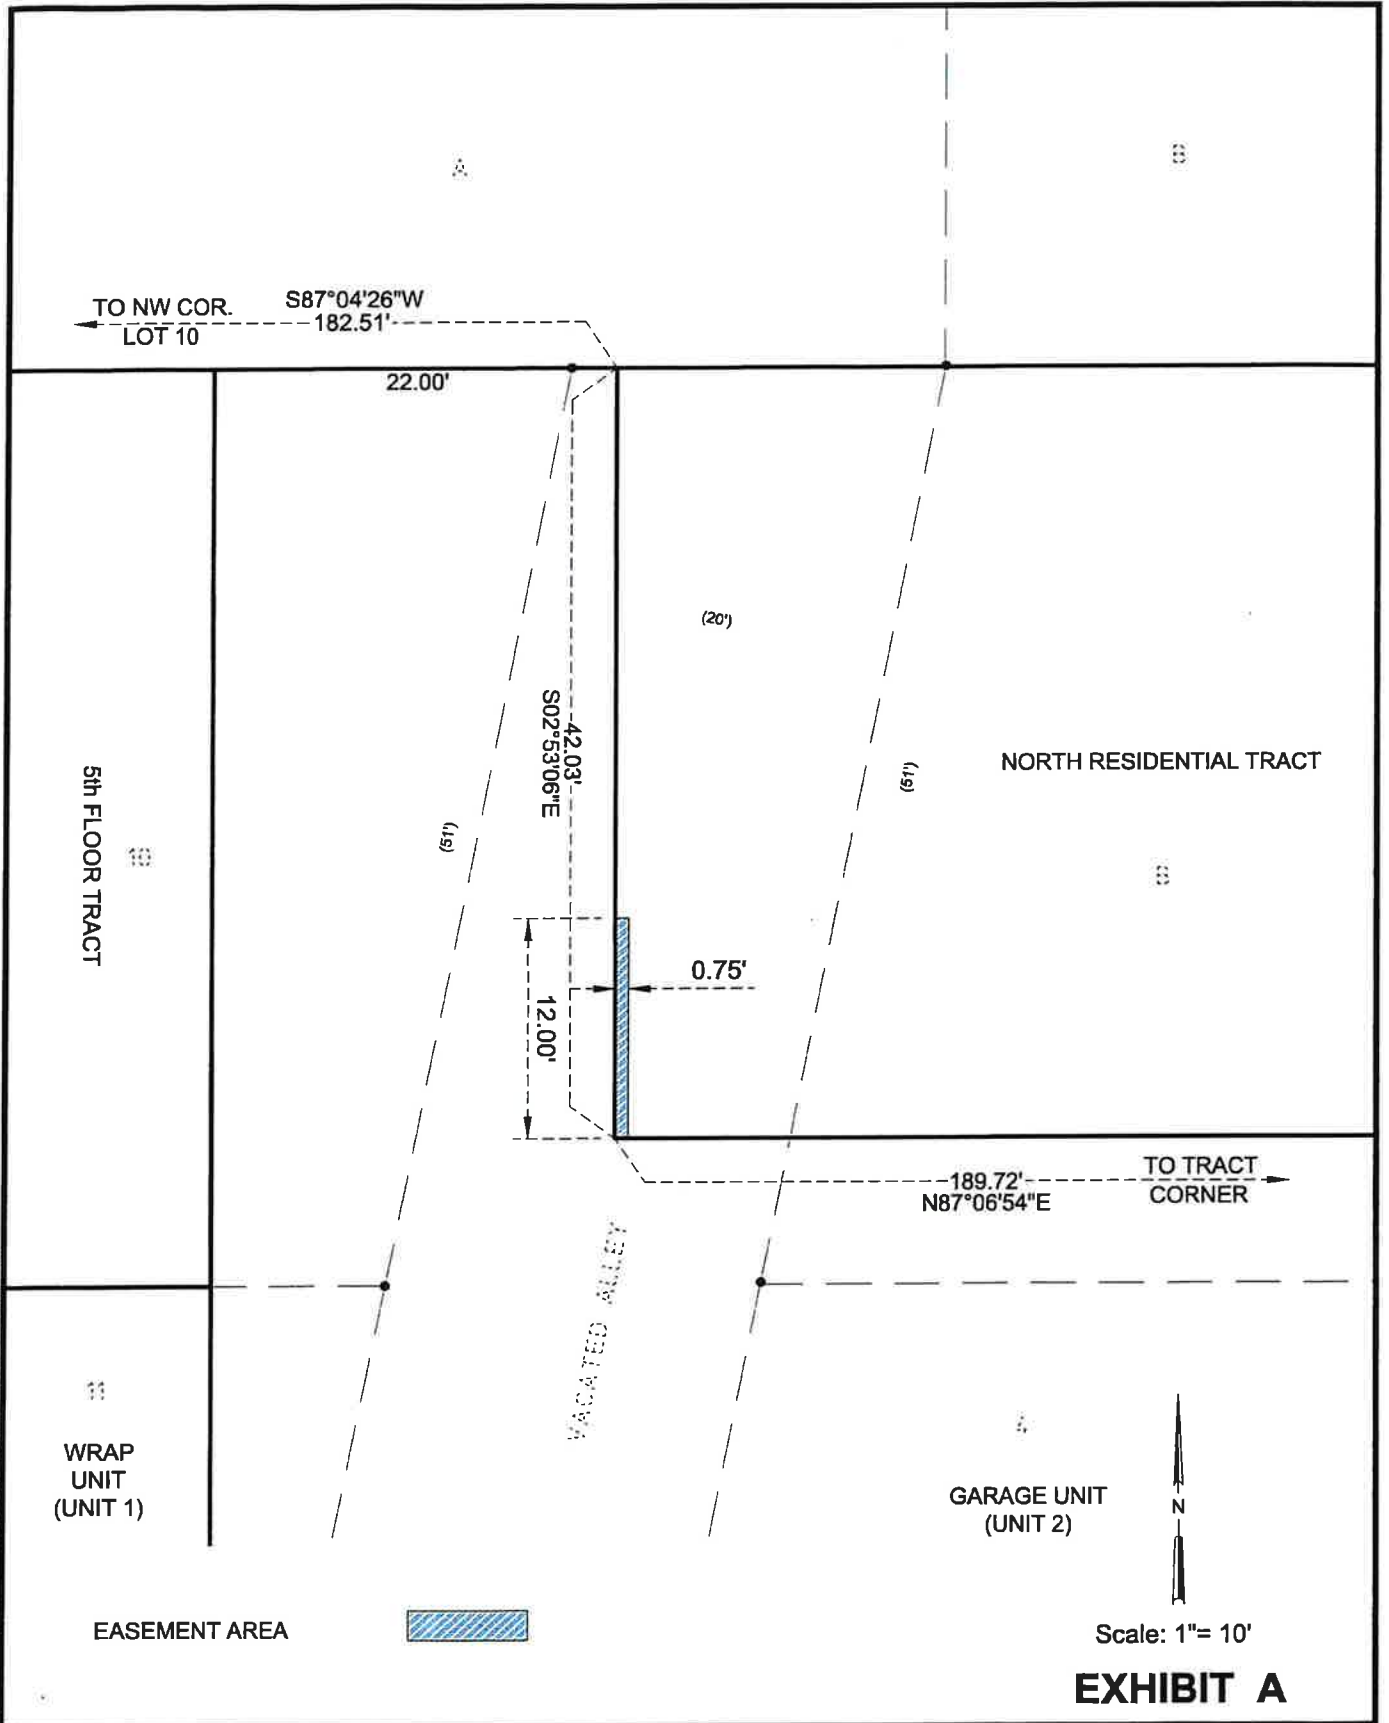 A
B
TO NW COR.
LOT 10
S87°04'26"W
182.51'
22.00'
(20')
42.03'
S02°53'06"E
NORTH RESIDENTIAL TRACT
(51')
(51')
5th FLOOR TRACT
10
0.75'
12.00'
189.72'
N87°06'54"E
TO TRACT
CORNER
VACATED ALLEY
11
WRAP
UNIT
(UNIT 1)
4
GARAGE UNIT
(UNIT 2)
N
EASEMENT AREA
Scale: 1"= 10'
EXHIBIT A